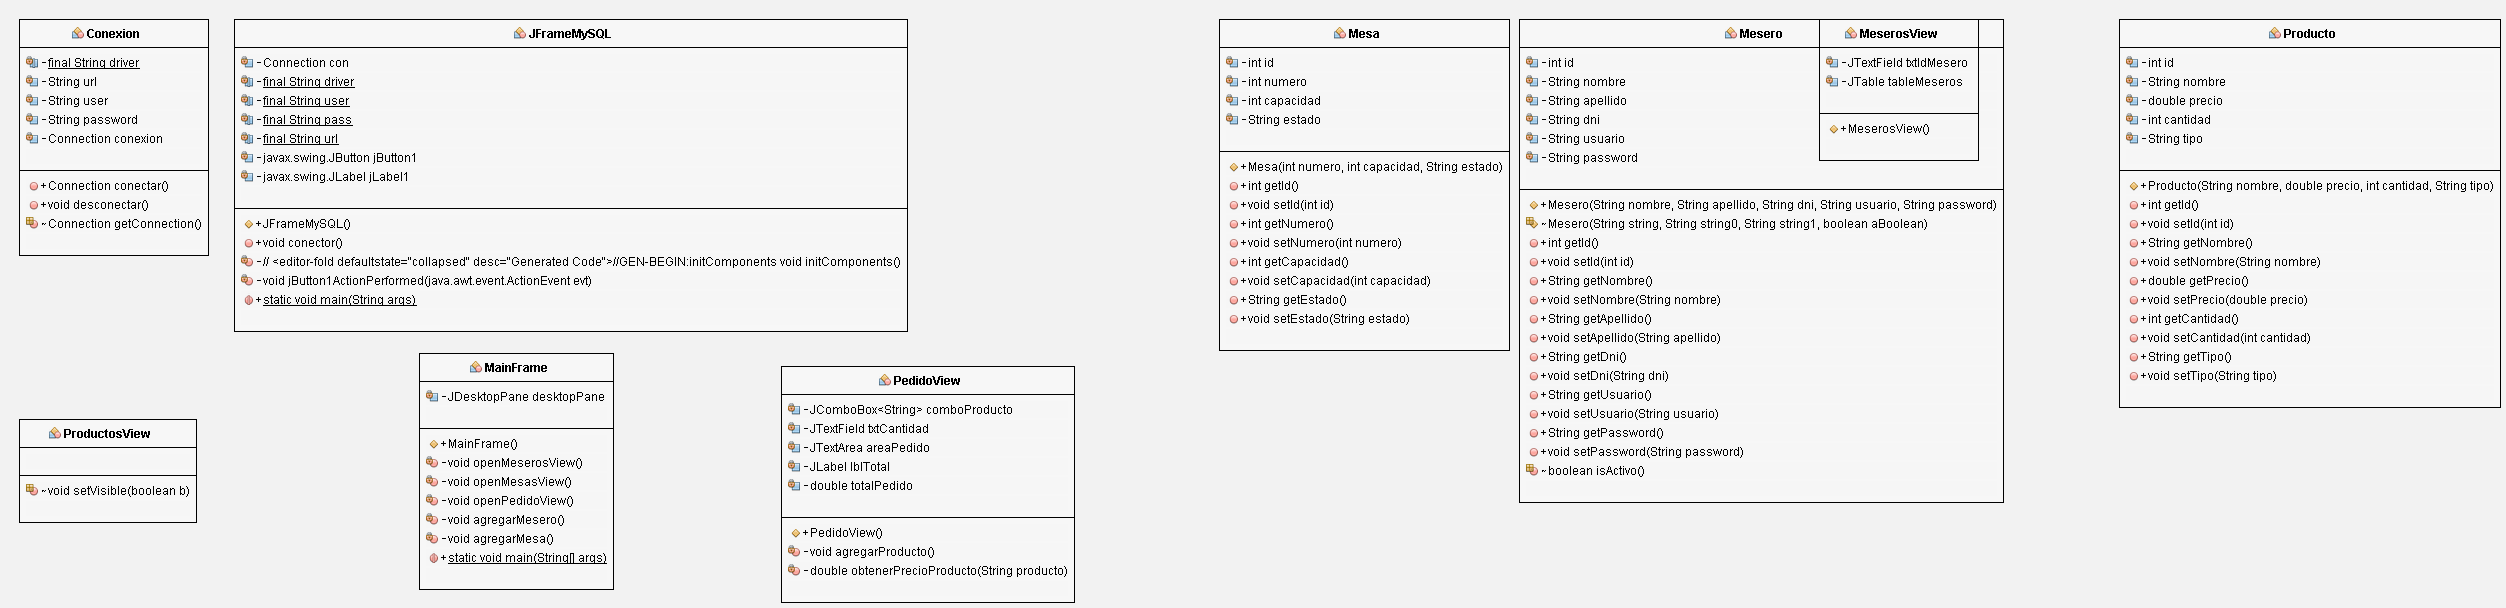 Conexion
-final String driver
-String url
-String user
-String password
-Connection conexion
+Connection conectar()
+void desconectar()
~Connection getConnection()
JFrameMySQL
-Connection con
-final String driver
-final String user
-final String pass
-final String url
-javax.swing.JButton jButton1
-javax.swing.JLabel jLabel1
+JFrameMySQL()
+void conector()
-// <editor-fold defaultstate="collapsed" desc="Generated Code">//GEN-BEGIN:initComponents void initComponents()
-void jButton1ActionPerformed(java.awt.event.ActionEvent evt)
+static void main(String args)
Mesa
-int id
-int numero
-int capacidad
-String estado
+Mesa(int numero, int capacidad, String estado)
+int getId()
+void setId(int id)
+int getNumero()
+void setNumero(int numero)
+int getCapacidad()
+void setCapacidad(int capacidad)
+String getEstado()
+void setEstado(String estado)
Mesero
-int id
-String nombre
-String apellido
-String dni
-String usuario
-String password
+Mesero(String nombre, String apellido, String dni, String usuario, String password)
~Mesero(String string, String string0, String string1, boolean aBoolean)
+int getId()
+void setId(int id)
+String getNombre()
+void setNombre(String nombre)
+String getApellido()
+void setApellido(String apellido)
+String getDni()
+void setDni(String dni)
+String getUsuario()
+void setUsuario(String usuario)
+String getPassword()
+void setPassword(String password)
~boolean isActivo()
MeserosView
-JTextField txtIdMesero
-JTable tableMeseros
+MeserosView()
Producto
-int id
-String nombre
-double precio
-int cantidad
-String tipo
+Producto(String nombre, double precio, int cantidad, String tipo)
+int getId()
+void setId(int id)
+String getNombre()
+void setNombre(String nombre)
+double getPrecio()
+void setPrecio(double precio)
+int getCantidad()
+void setCantidad(int cantidad)
+String getTipo()
+void setTipo(String tipo)
ProductosView
~void setVisible(boolean b)
MainFrame
-JDesktopPane desktopPane
+MainFrame()
-void openMeserosView()
-void openMesasView()
-void openPedidoView()
-void agregarMesero()
-void agregarMesa()
+static void main(String[] args)
PedidoView
-JComboBox<String> comboProducto
-JTextField txtCantidad
-JTextArea areaPedido
-JLabel lblTotal
-double totalPedido
+PedidoView()
-void agregarProducto()
-double obtenerPrecioProducto(String producto)